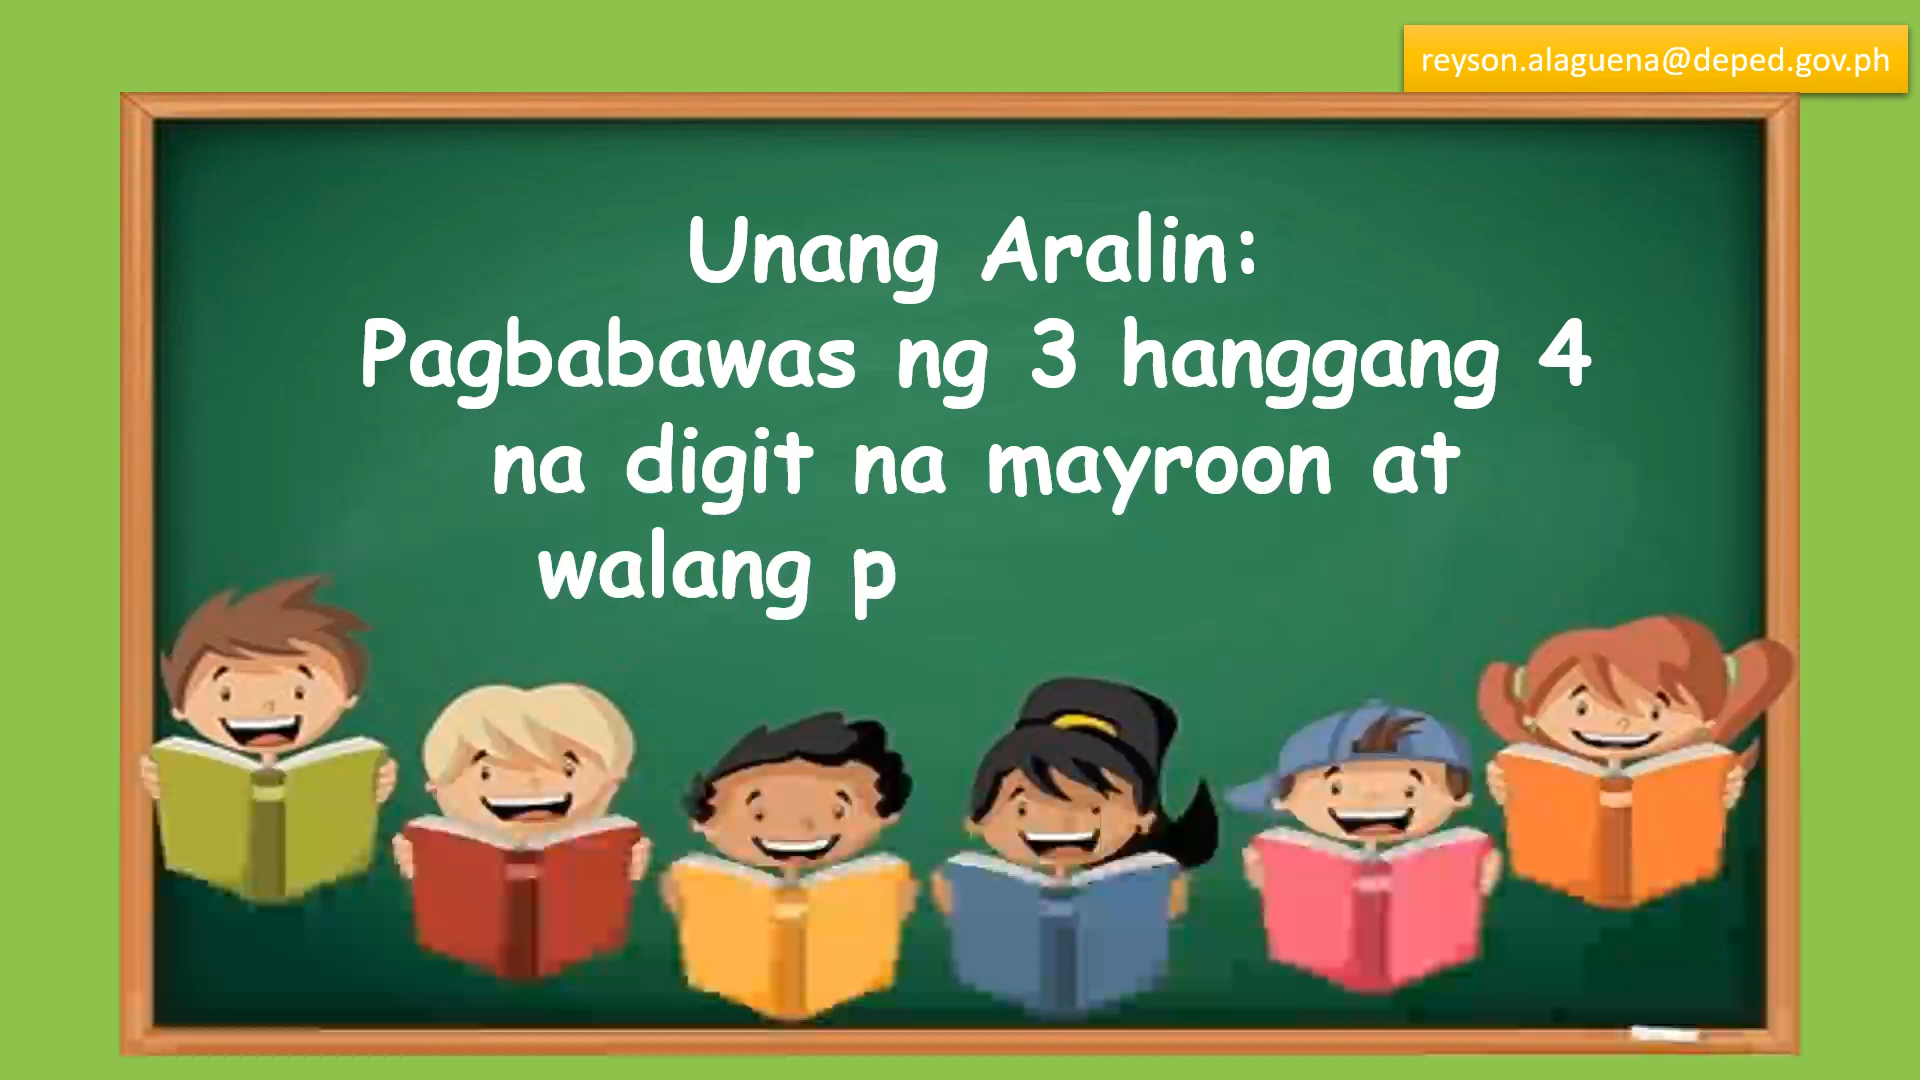 reyson.alaguena@deped.gov.ph
Unang Aralin:
Pagbabawas ng 3 hanggang 4
na digit na mayroon at
walang p